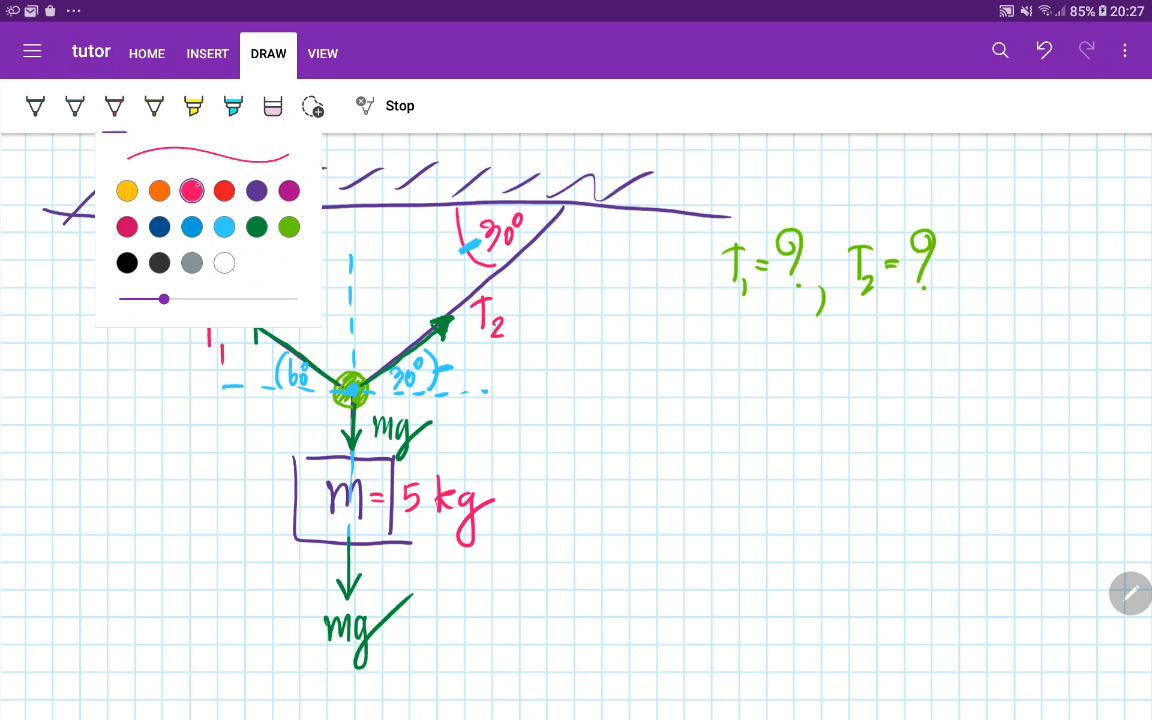 85% 20:27
tutor HOME INSERT DRAW VIEW
Stop
30°
T1 = ? , T2 = ?
T2
T1
(60° 30°)
mg
m = 5 kg
mg